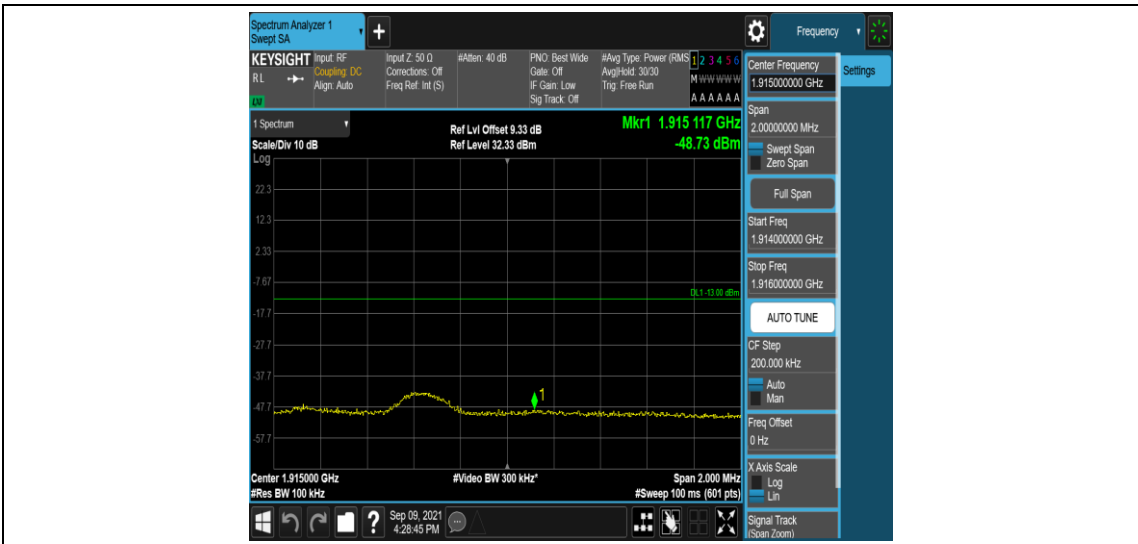 Spectrum Analyzer 1
Swept SA
+
Frequency
KEYSIGHT
RL
LXI
Input: RF
Coupling: DC
Align: Auto
Input Z: 50 Ω
Corrections: Off
Freq Ref: Int (S)
#Atten: 40 dB
PNO: Best Wide
Gate: Off
IF Gain: Low
Sig Track: Off
#Avg Type: Power (RMS
Avg|Hold: 30/30
Trig: Free Run
1 2 3 4 5 6
M W W W W W
A A A A A A
1 Spectrum
Scale/Div 10 dB
Log
Ref Lvl Offset 9.33 dB
Ref Level 32.33 dBm
Mkr1 1.915 117 GHz
-48.73 dBm
22.3
12.3
2.33
-7.67
DL1 -13.00 dBm
-17.7
-27.7
-37.7
1
-47.7
-57.7
Center 1.915000 GHz
#Res BW 100 kHz
#Video BW 300 kHz*
Span 2.000 MHz
#Sweep 100 ms (601 pts)
?
Sep 09, 2021
4:28:45 PM
Center Frequency
1.915000000 GHz
Settings
Span
2.00000000 MHz
Swept Span
Zero Span
Full Span
Start Freq
1.914000000 GHz
Stop Freq
1.916000000 GHz
AUTO TUNE
CF Step
200.000 kHz
Auto
Man
Freq Offset
0 Hz
X Axis Scale
Log
Lin
Signal Track
(Span Zoom)